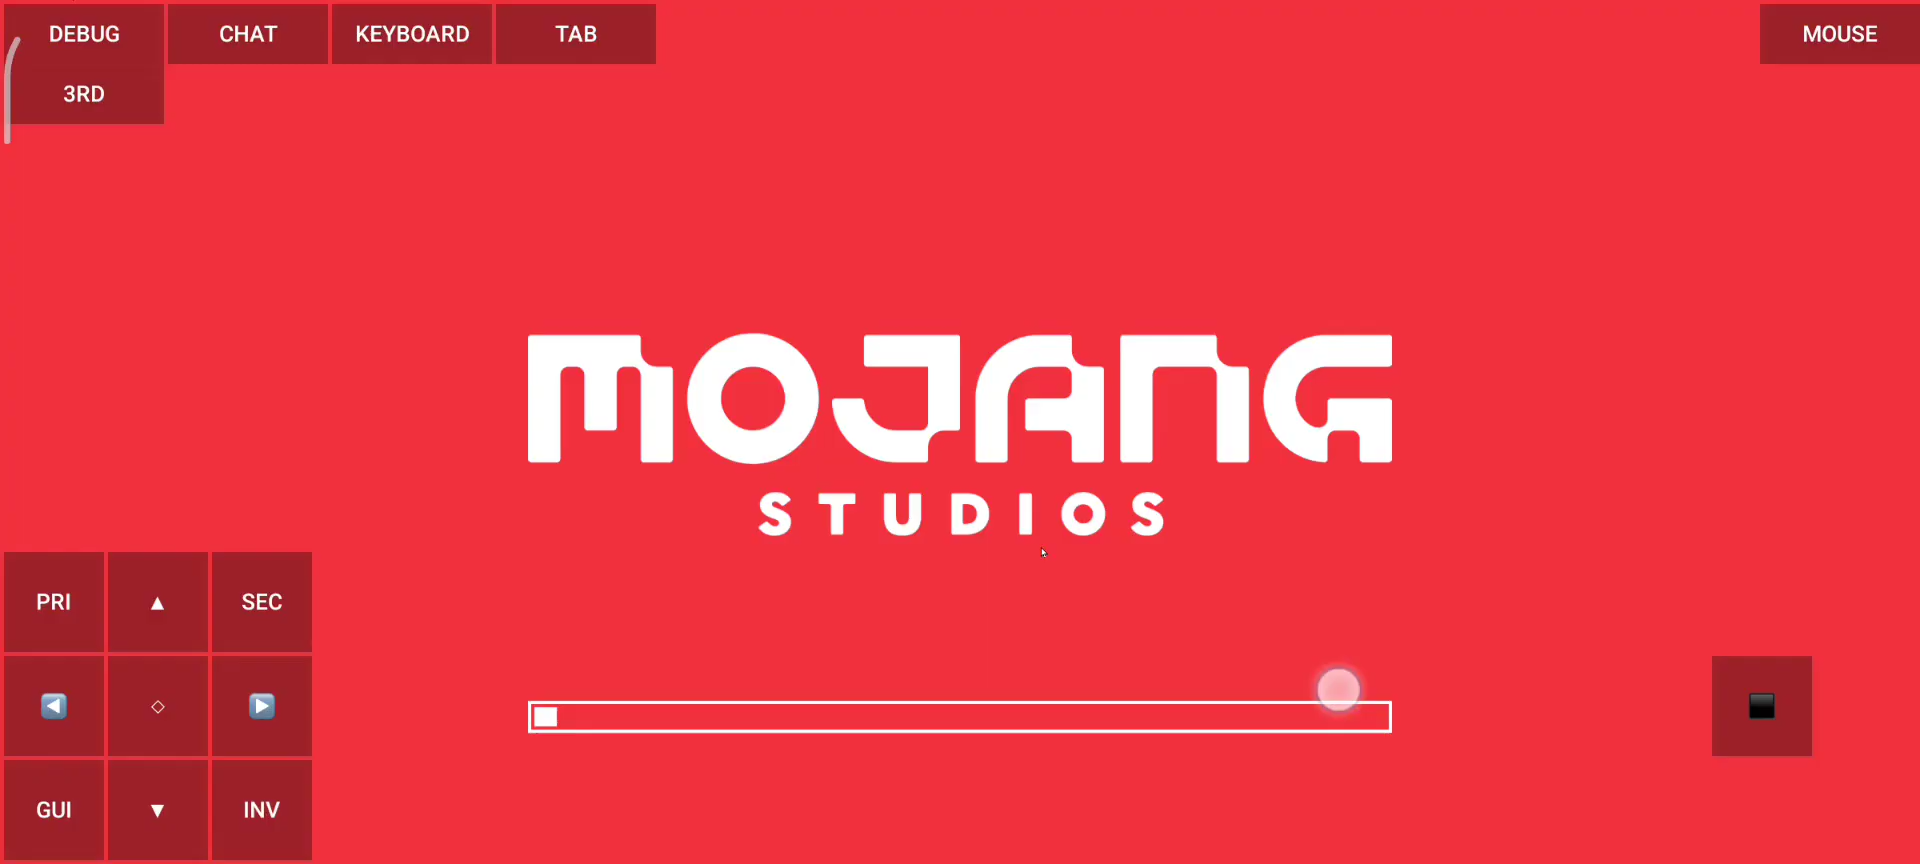 DEBUG CHAT KEYBOARD TAB MOUSE
3RD
MOJANG
STUDIOS
PRI ▲ SEC
◀ ◇ ▶
GUI ▼ INV